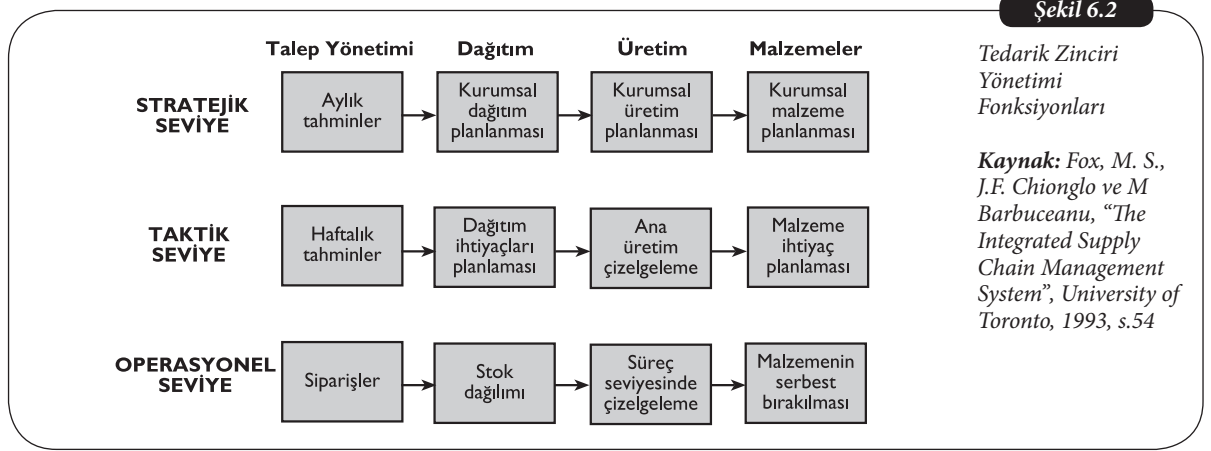 Şekil 6.2
Tedarik Zinciri
Yönetimi
Fonksiyonları
Kaynak: Fox, M. S.,
J.F. Chionglo ve M
Barbuceanu, “The
Integrated Supply
Chain Management
System”, University of
Toronto, 1993, s.54
Talep Yönetimi Dağıtım Üretim Malzemeler
STRATEJİK
SEVİYE
Aylık
tahminler
Kurumsal
dağıtım
planlanması
Kurumsal
üretim
planlanması
Kurumsal
malzeme
planlanması
TAKTİK
SEVİYE
Haftalık
tahminler
Dağıtım
ihtiyaçları
planlaması
Ana
üretim
çizelgeleme
Malzeme
ihtiyaç
planlaması
OPERASYONEL
SEVİYE
Siparişler
Stok
dağılımı
Süreç
seviyesinde
çizelgeleme
Malzemenin
serbest
bırakılması